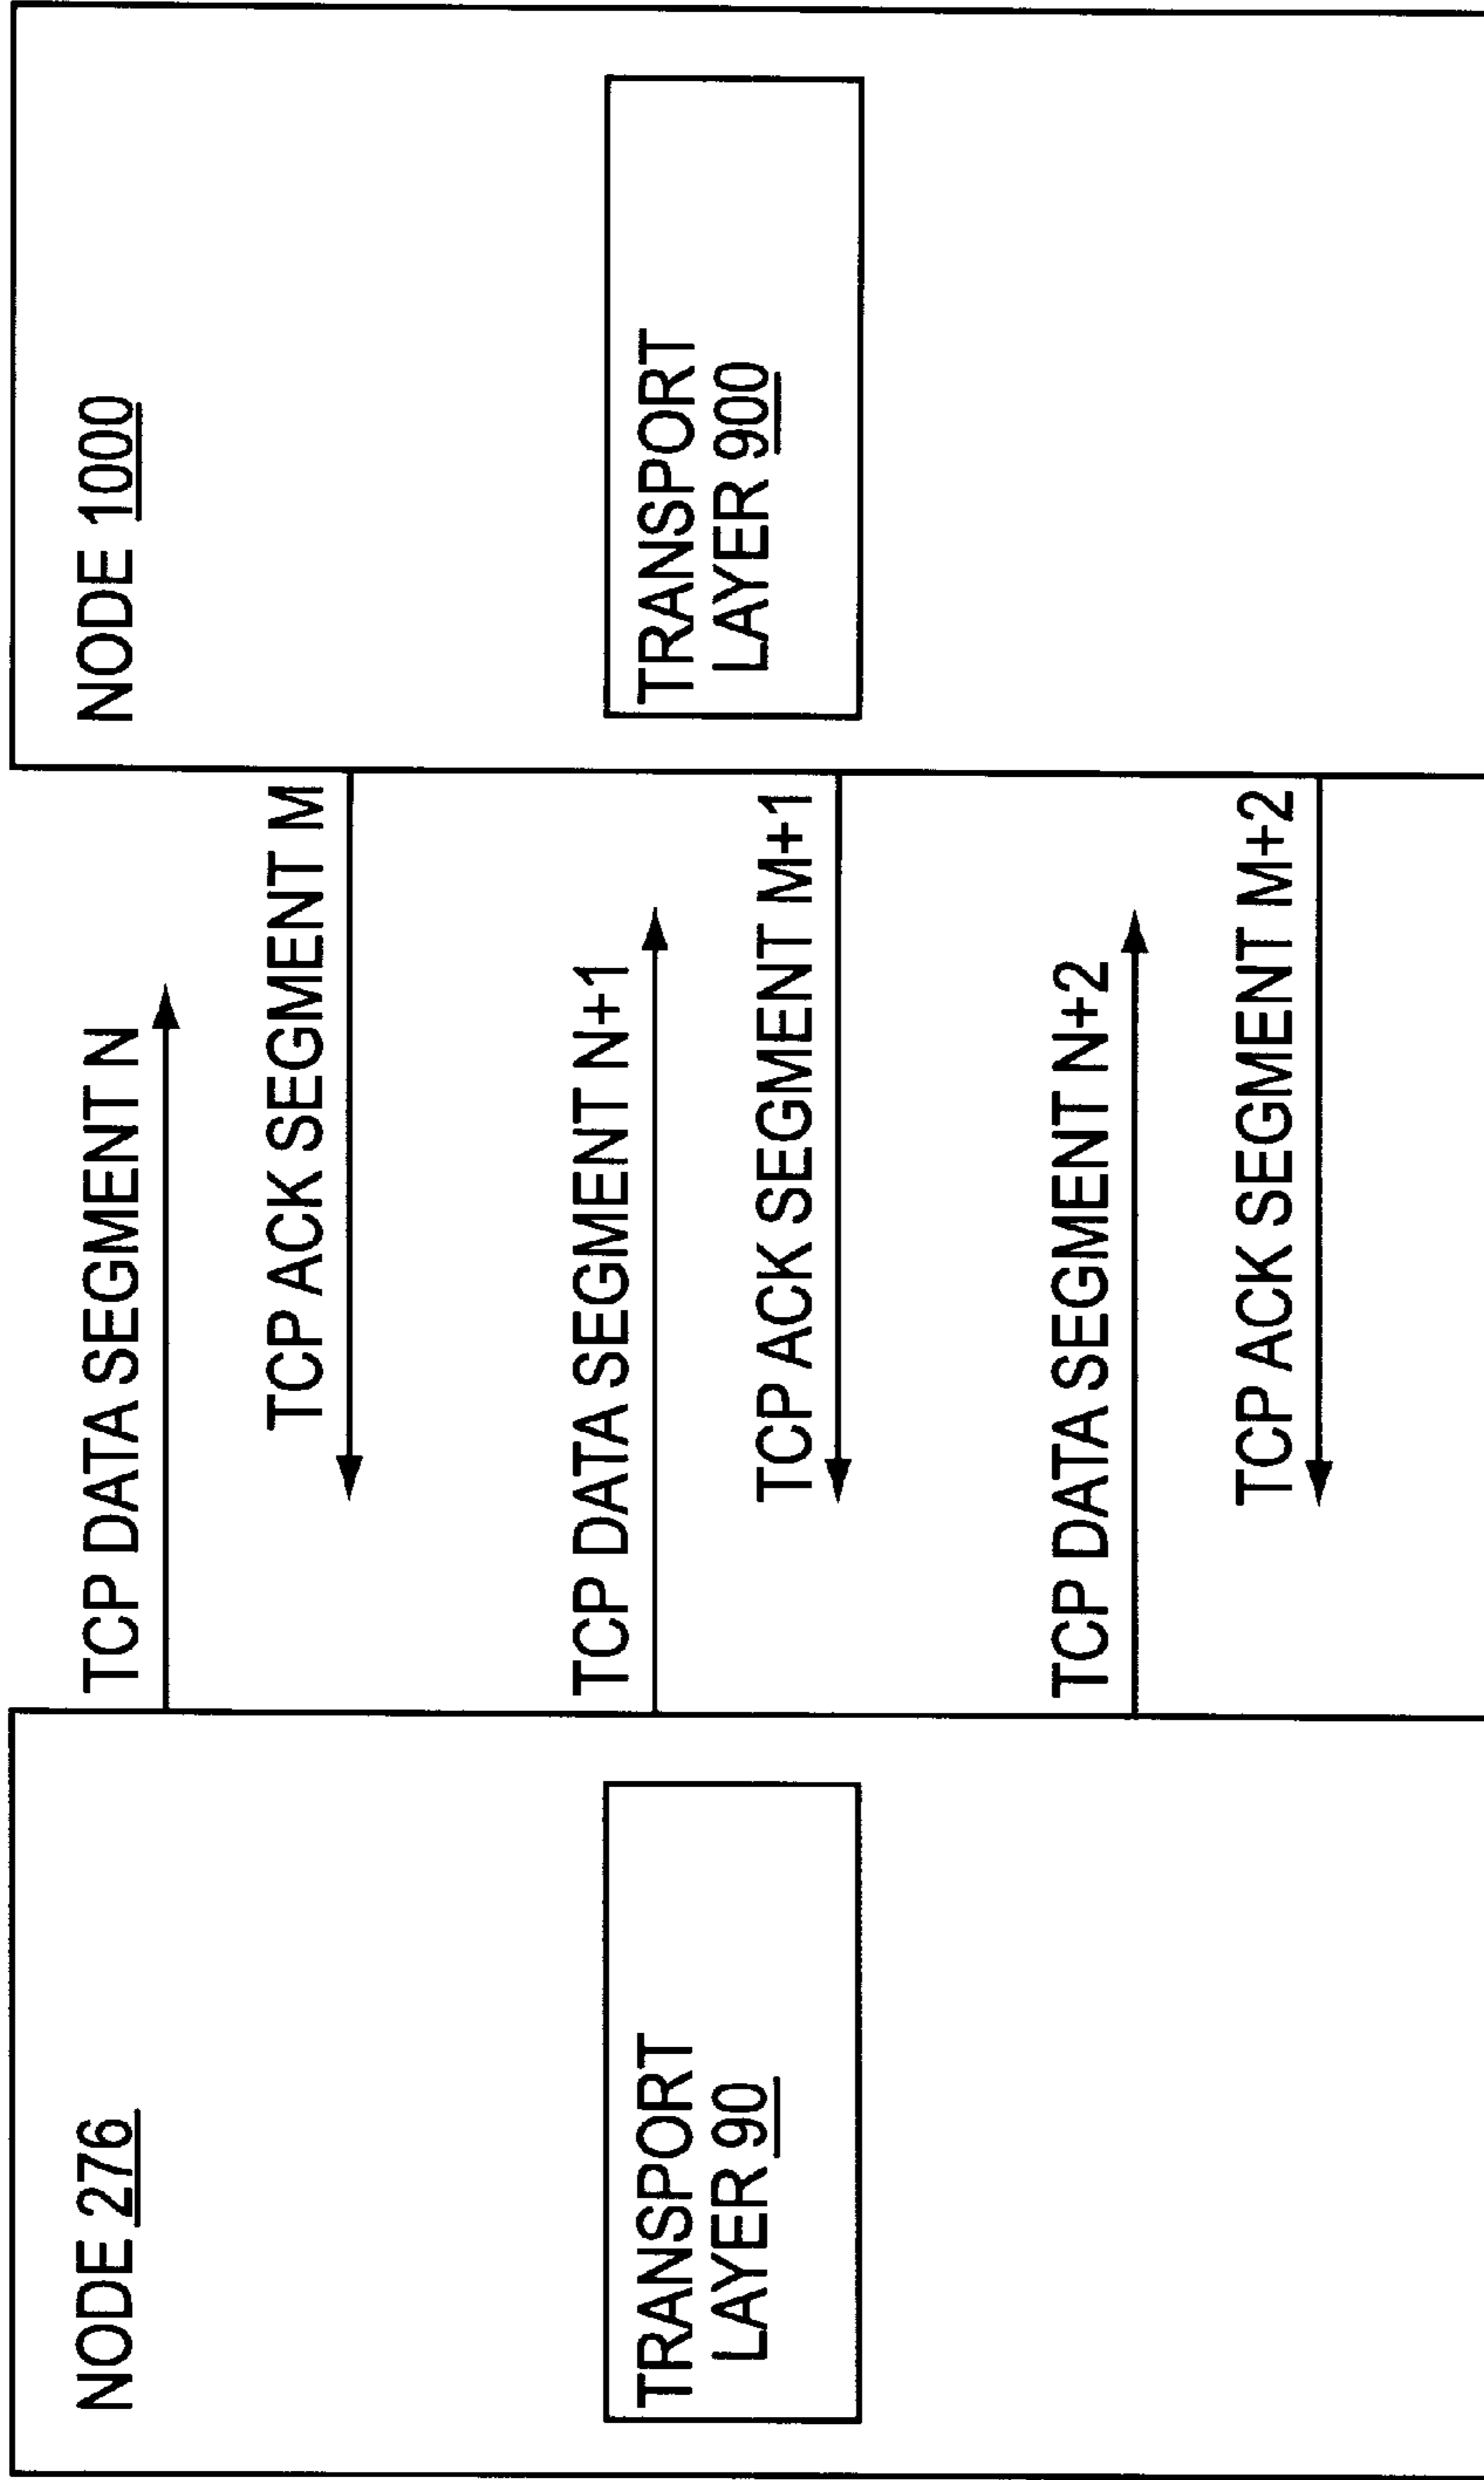 NODE 276
TRANSPORT
LAYER 90
TCP DATA SEGMENT N
TCP ACK SEGMENT M
TCP DATA SEGMENT N+1
TCP ACK SEGMENT M+1
TCP DATA SEGMENT N+2
TCP ACK SEGMENT M+2
NODE 1000
TRANSPORT
LAYER 900